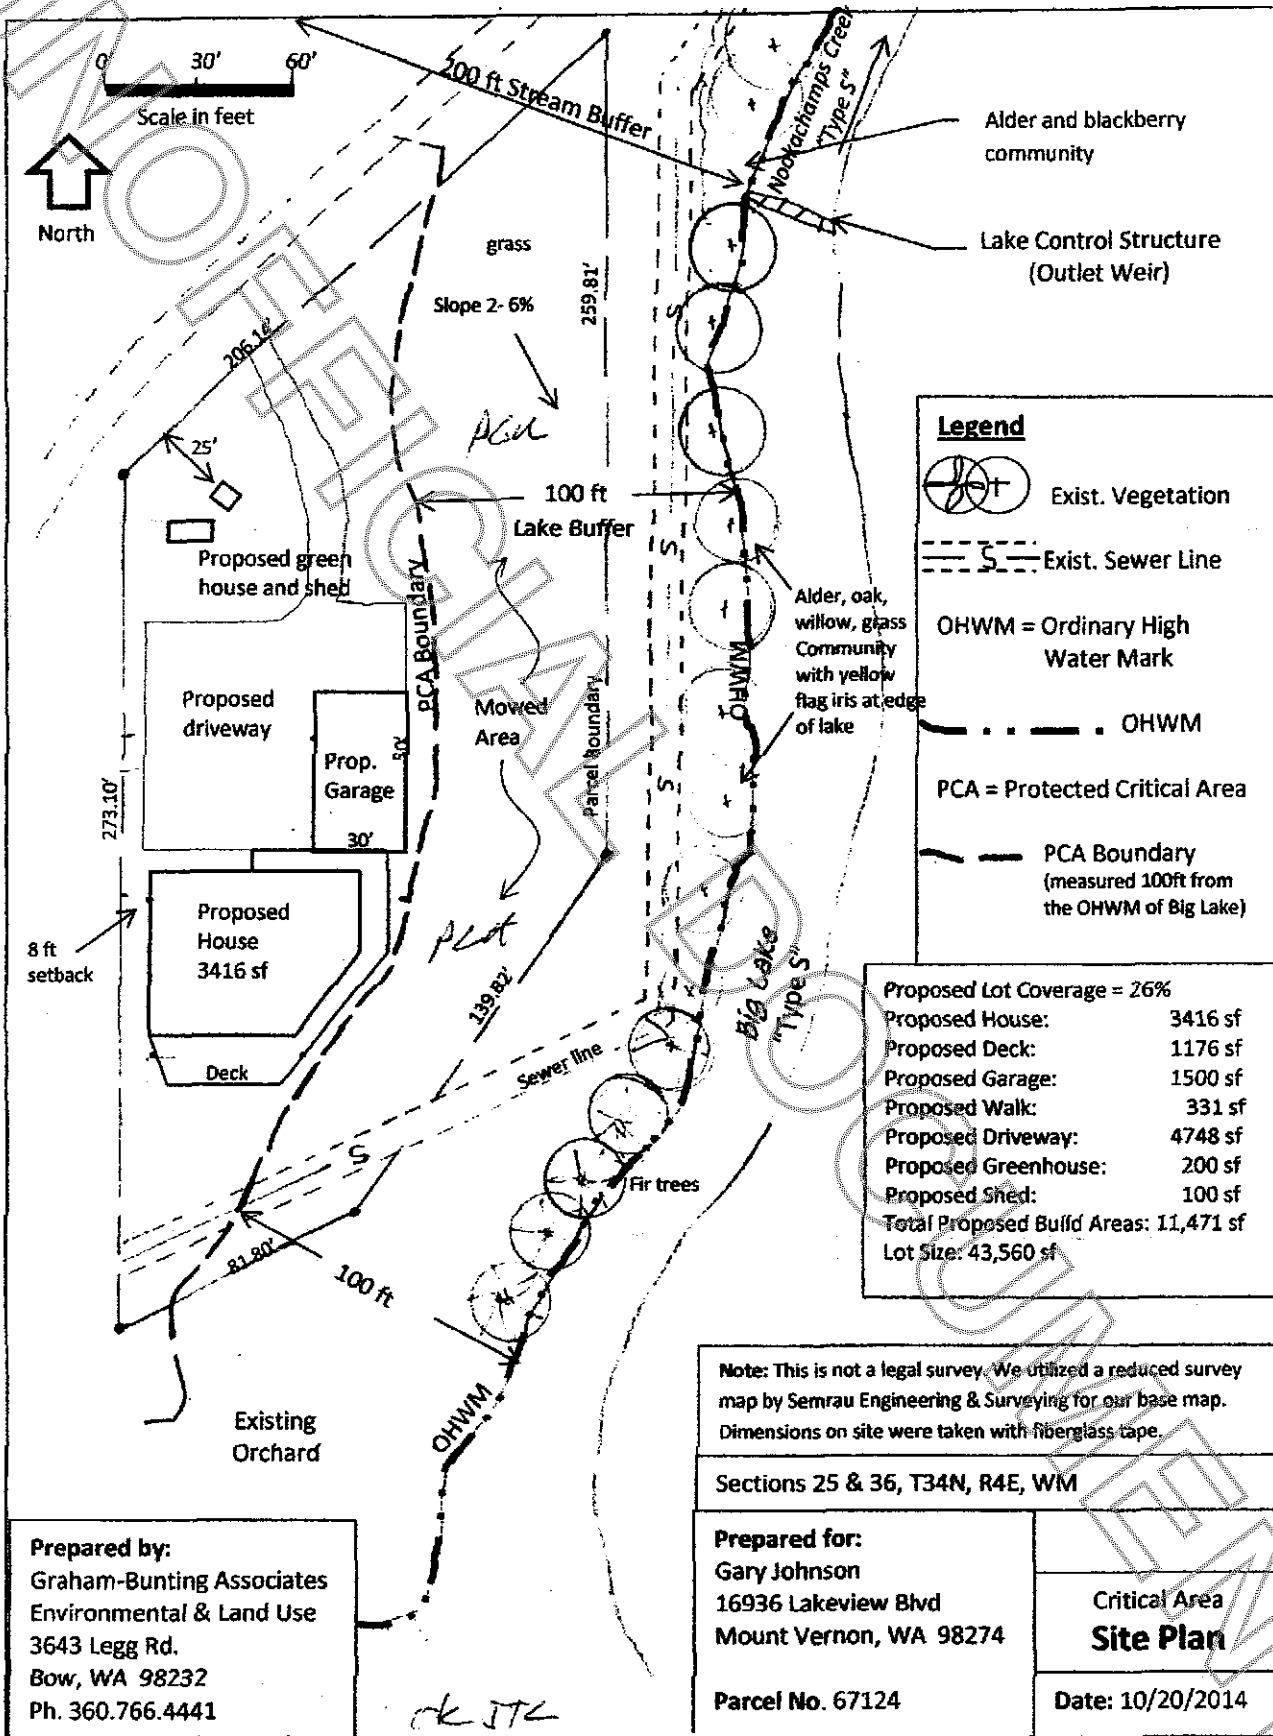 0 30' 60'
Scale in feet
North
200 ft Stream Buffer
Nookachamps Creek
"Type S"
Alder and blackberry
community
Lake Control Structure
(Outlet Weir)
grass
Slope 2- 6%
259.81'
206.14'
25'
100 ft
Lake Buffer
Proposed green
house and shed
PCA Boundary
Mowed
Area
Parcel Boundary
S
S
S
OHWM
Alder, oak,
willow, grass
Community
with yellow
flag iris at edge
of lake
Proposed
driveway
Prop.
Garage
50'
30'
273.10'
8 ft
setback
Proposed
House
3416 sf
Deck
139.82'
Sewer line
S
Big Lake
"Type S"
Fir trees
81.80'
100 ft
OHWM
Existing
Orchard
Legend
Exist. Vegetation
S Exist. Sewer Line
OHWM = Ordinary High
Water Mark
OHWM
PCA = Protected Critical Area
PCA Boundary
(measured 100ft from
the OHWM of Big Lake)
Proposed Lot Coverage = 26%
Proposed House: 3416 sf
Proposed Deck: 1176 sf
Proposed Garage: 1500 sf
Proposed Walk: 331 sf
Proposed Driveway: 4748 sf
Proposed Greenhouse: 200 sf
Proposed Shed: 100 sf
Total Proposed Build Areas: 11,471 sf
Lot Size: 43,560 sf
Note: This is not a legal survey. We utilized a reduced survey
map by Semrau Engineering & Surveying for our base map.
Dimensions on site were taken with fiberglass tape.
Sections 25 & 36, T34N, R4E, WM
Prepared by:
Graham-Bunting Associates
Environmental & Land Use
3643 Legg Rd.
Bow, WA 98232
Ph. 360.766.4441
Prepared for:
Gary Johnson
16936 Lakeview Blvd
Mount Vernon, WA 98274
Parcel No. 67124
Critical Area
Site Plan
Date: 10/20/2014
UNOFFICIAL DOCUMENT